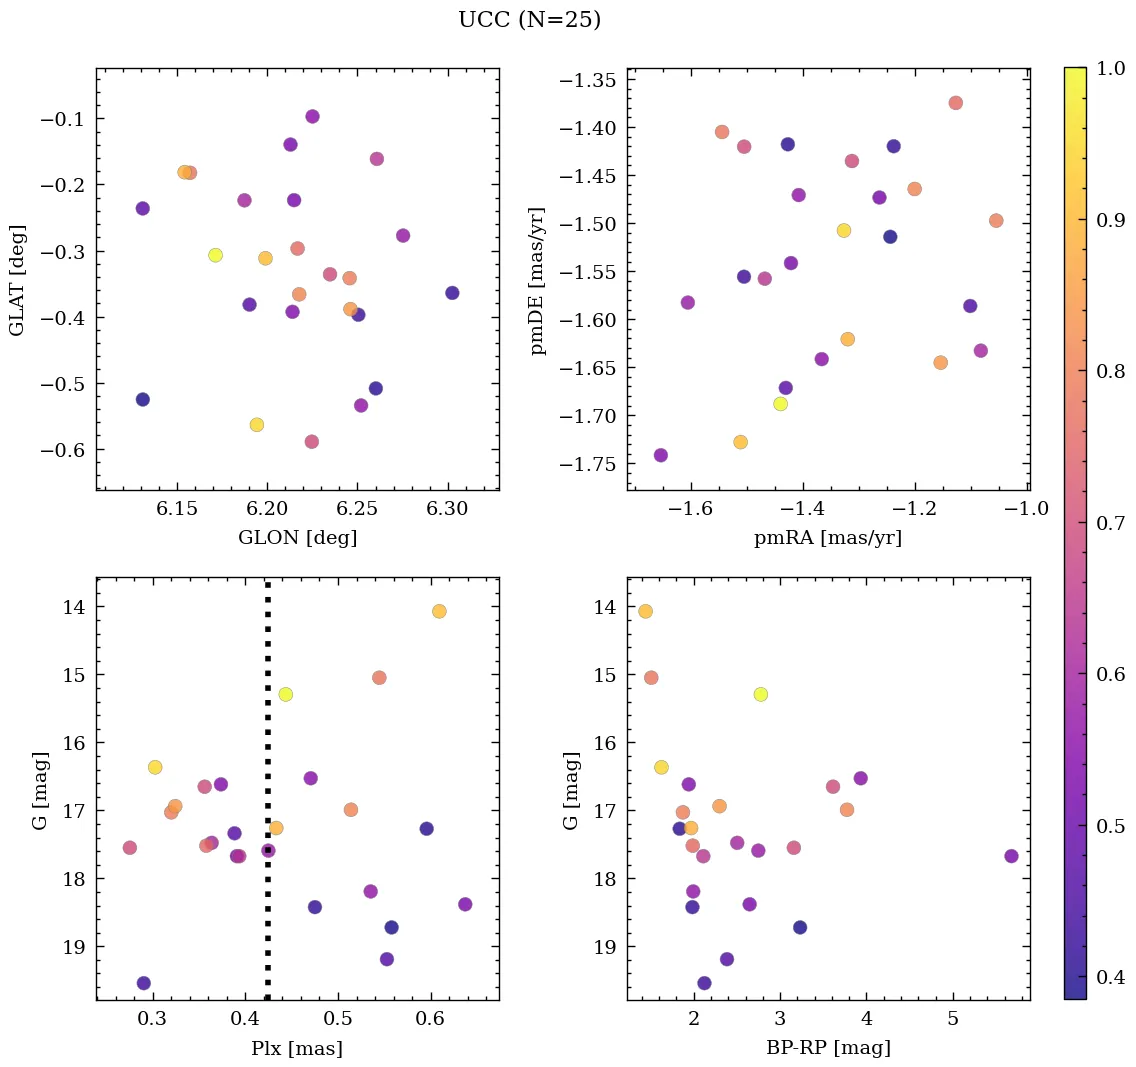 UCC (N=25)
−0.1
−0.2
−0.3
−0.4
−0.5
−0.6
GLAT [deg]
6.15 6.20 6.25 6.30
GLON [deg]
−1.35
−1.40
−1.45
−1.50
−1.55
−1.60
−1.65
−1.70
−1.75
pmDE [mas/yr]
−1.6 −1.4 −1.2 −1.0
pmRA [mas/yr]
14
15
16
17
18
19
G [mag]
0.3 0.4 0.5 0.6
Plx [mas]
14
15
16
17
18
19
G [mag]
2 3 4 5
BP-RP [mag]
1.0
0.9
0.8
0.7
0.6
0.5
0.4